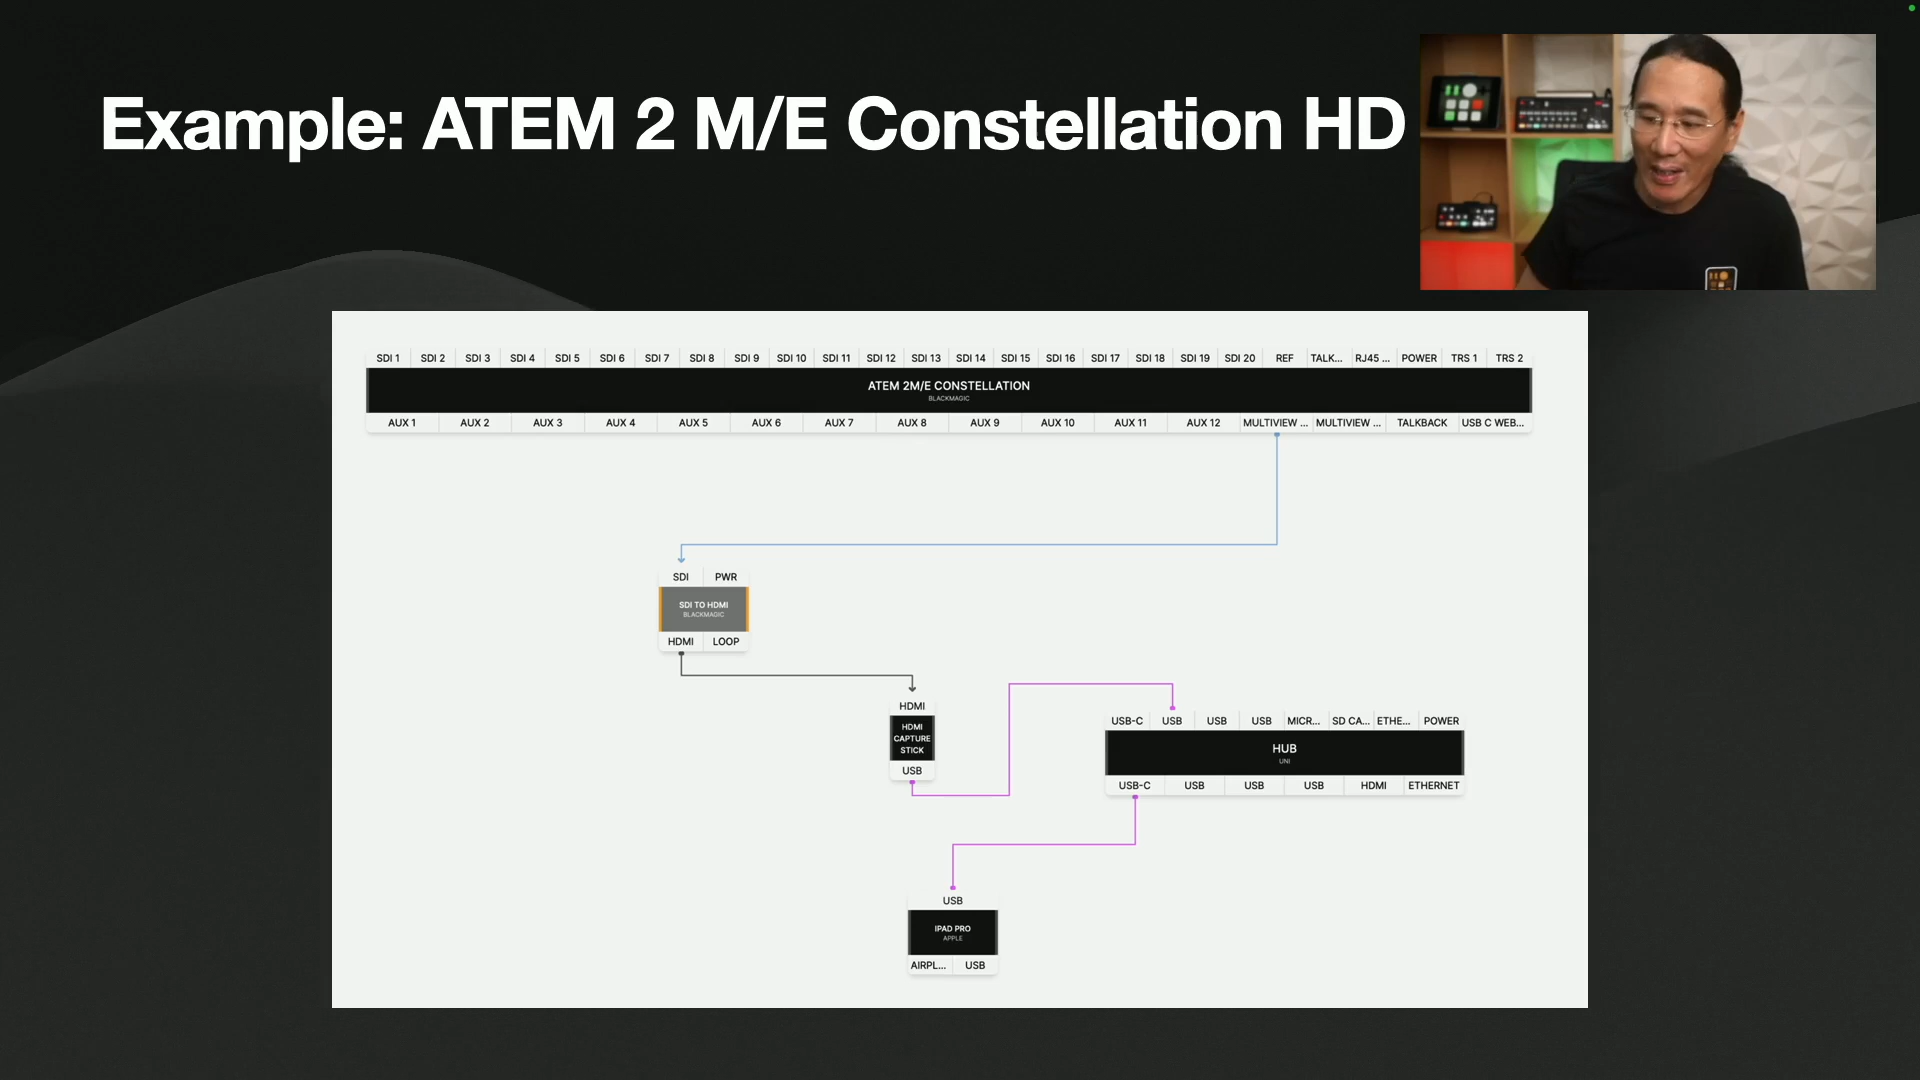 Example: ATEM 2 M/E Constellation HD
SDI 1 SDI 2 SDI 3 SDI 4 SDI 5 SDI 6 SDI 7 SDI 8 SDI 9 SDI 10 SDI 11 SDI 12 SDI 13 SDI 14 SDI 15 SDI 16 SDI 17 SDI 18 SDI 19 SDI 20 REF TALK... RJ45 ... POWER TRS 1 TRS 2
ATEM 2M/E CONSTELLATION
BLACKMAGIC
AUX 1 AUX 2 AUX 3 AUX 4 AUX 5 AUX 6 AUX 7 AUX 8 AUX 9 AUX 10 AUX 11 AUX 12 MULTIVIEW ... MULTIVIEW ... TALKBACK USB C WEB...
SDI PWR
SDI TO HDMI
BLACKMAGIC
HDMI LOOP
HDMI
HDMI
CAPTURE
STICK
USB
USB-C USB USB USB MICR... SD CA... ETHE... POWER
HUB
UNI
USB-C USB USB USB HDMI ETHERNET
USB
IPAD PRO
APPLE
AIRPL... USB